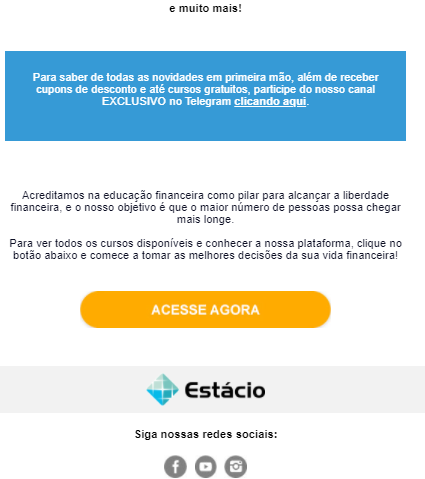 e muito mais!
Para saber de todas as novidades em primeira mão, além de receber
cupons de desconto e até cursos gratuitos, participe do nosso canal
EXCLUSIVO no Telegram clicando aqui.
Acreditamos na educação financeira como pilar para alcançar a liberdade
financeira, e o nosso objetivo é que o maior número de pessoas possa chegar
mais longe.
Para ver todos os cursos disponíveis e conhecer a nossa plataforma, clique no
botão abaixo e comece a tomar as melhores decisões da sua vida financeira!
ACESSE AGORA
Estácio
Siga nossas redes sociais: